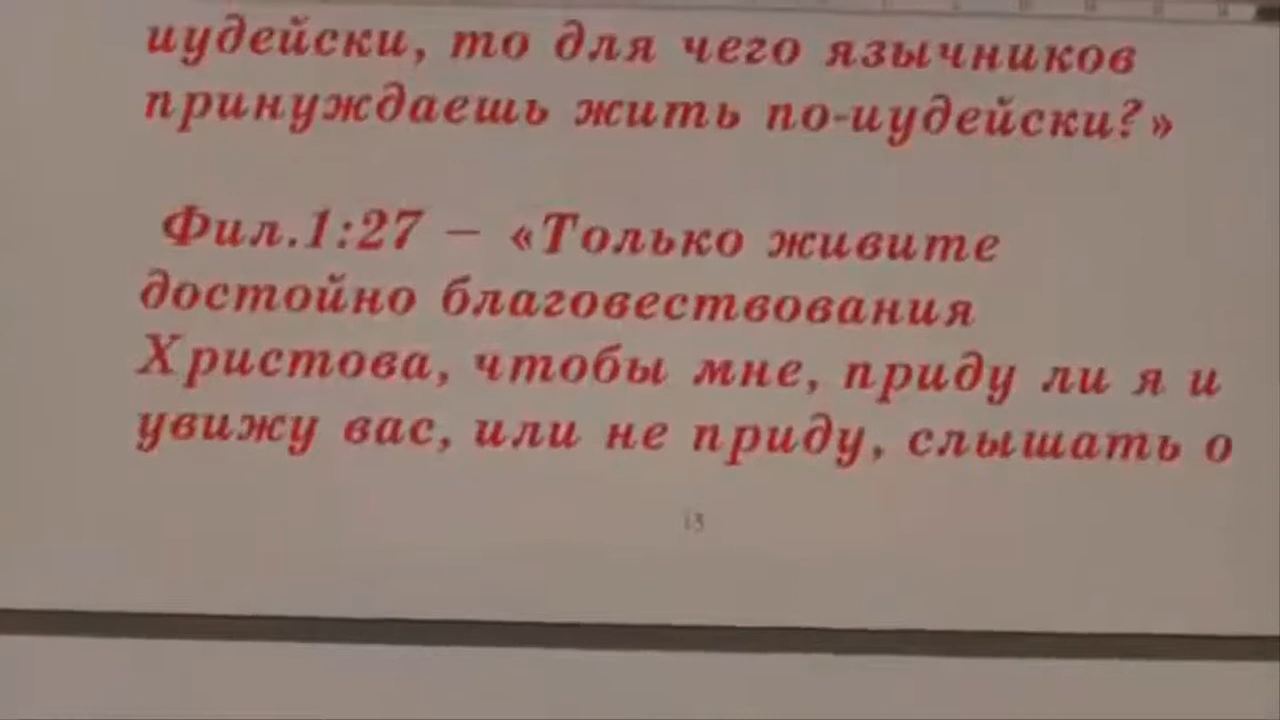 иудейски, то для чего язычников
принуждаешь жить по-иудейски?»
Фил.1:27 – «Только живите
достойно благовествования
Христова, чтобы мне, приду ли я и
увижу вас, или не приду, слышать о
13